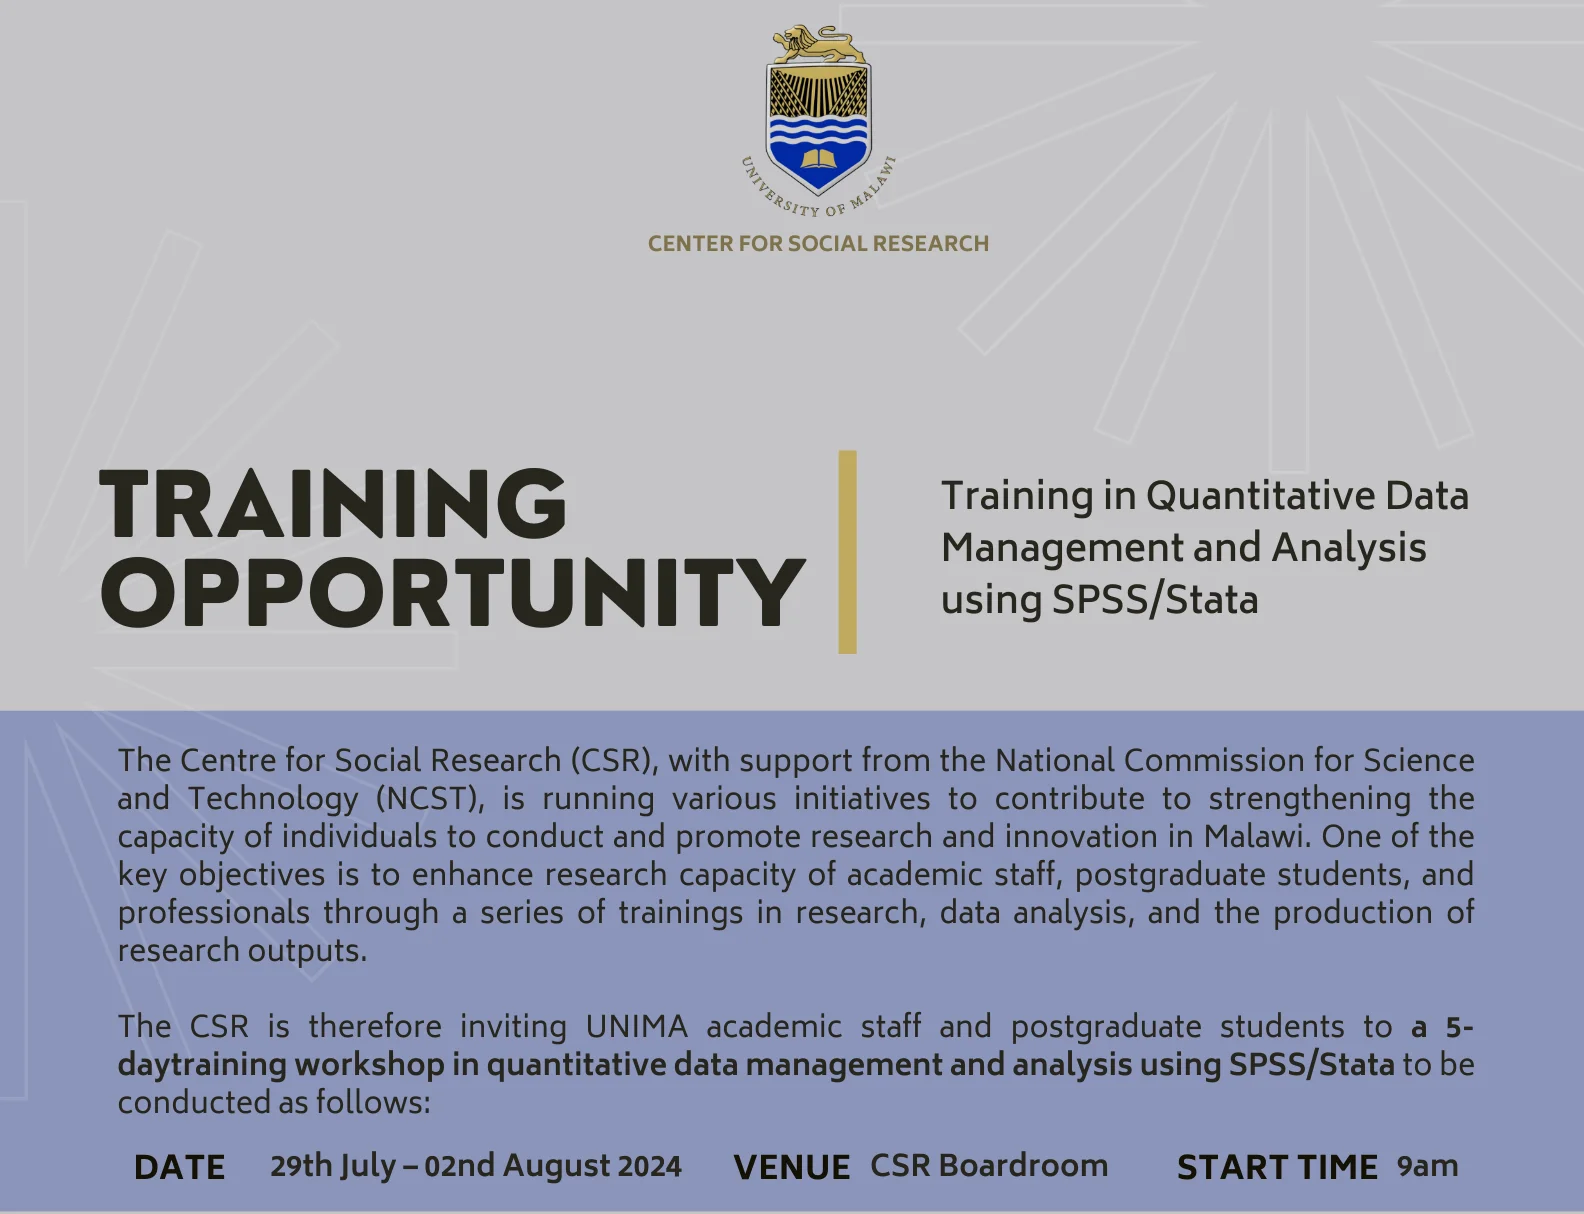 UNIVERSITY OF MALAWI
CENTER FOR SOCIAL RESEARCH
TRAINING
OPPORTUNITY
Training in Quantitative Data
Management and Analysis
using SPSS/Stata
The Centre for Social Research (CSR), with support from the National Commission for Science
and Technology (NCST), is running various initiatives to contribute to strengthening the
capacity of individuals to conduct and promote research and innovation in Malawi. One of the
key objectives is to enhance research capacity of academic staff, postgraduate students, and
professionals through a series of trainings in research, data analysis, and the production of
research outputs.
The CSR is therefore inviting UNIMA academic staff and postgraduate students to a 5-
daytraining workshop in quantitative data management and analysis using SPSS/Stata to be
conducted as follows:
DATE 29th July – 02nd August 2024 VENUE CSR Boardroom START TIME 9am